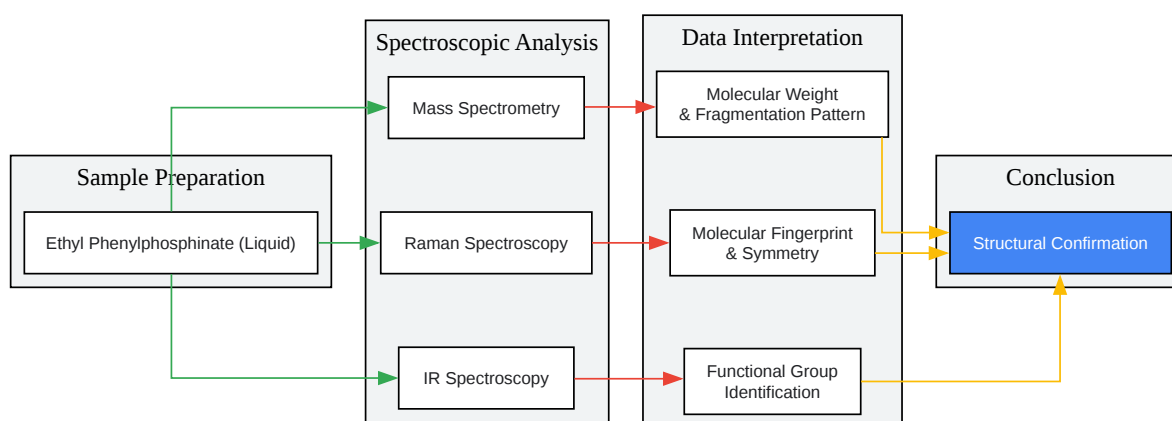 Spectroscopic Analysis
Data Interpretation
Mass Spectrometry
Molecular Weight
& Fragmentation Pattern
Sample Preparation
Conclusion
Ethyl Phenylphosphinate (Liquid)
Raman Spectroscopy
Molecular Fingerprint
& Symmetry
Structural Confirmation
IR Spectroscopy
Functional Group
Identification